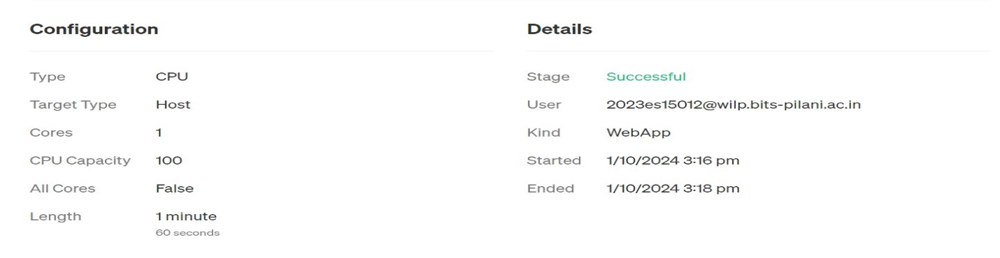 Configuration
Type CPU
Target Type Host
Cores 1
CPU Capacity 100
All Cores False
Length 1 minute
60 seconds
Details
Stage Successful
User 2023es15012@wilp.bits-pilani.ac.in
Kind WebApp
Started 1/10/2024 3:16 pm
Ended 1/10/2024 3:18 pm